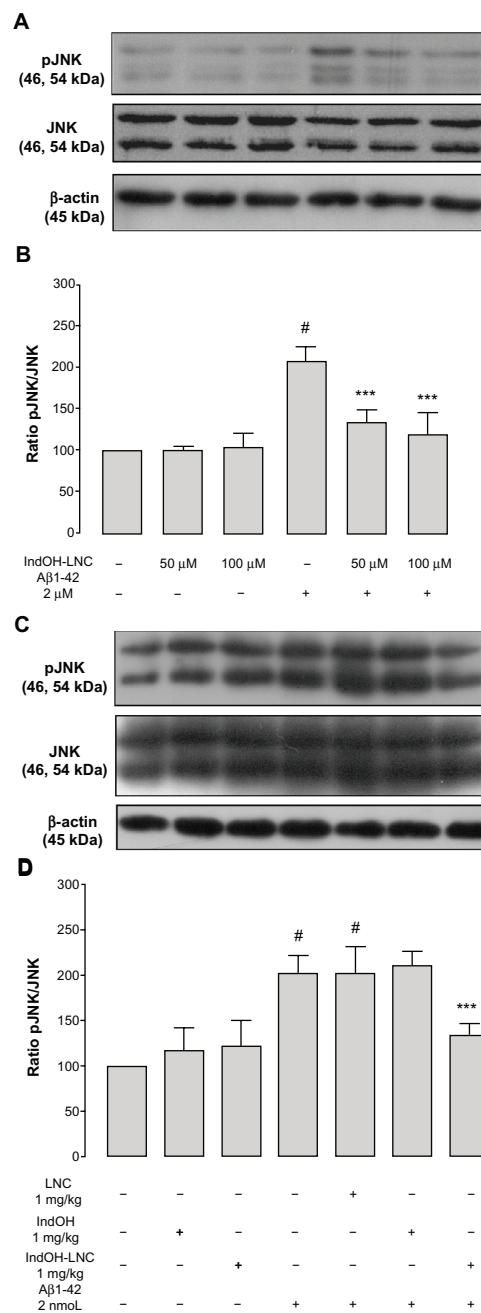 A
pJNK
(46, 54 kDa)
JNK
(46, 54 kDa)
β-actin
(45 kDa)
B
300
250
200
150
100
50
0
Ratio pJNK/JNK
#
***
***
IndOH-LNC – 50 μM 100 μM – 50 μM 100 μM
Aβ1-42
2 μM – – – + + +
C
pJNK
(46, 54 kDa)
JNK
(46, 54 kDa)
β-actin
(45 kDa)
D
300
250
200
150
100
50
0
Ratio pJNK/JNK
#
#
***
LNC
1 mg/kg – – – – + – –
IndOH
1 mg/kg – + – – – + –
IndOH-LNC
1 mg/kg – – + – – – +
Aβ1-42
2 nmoL – – – + + + +